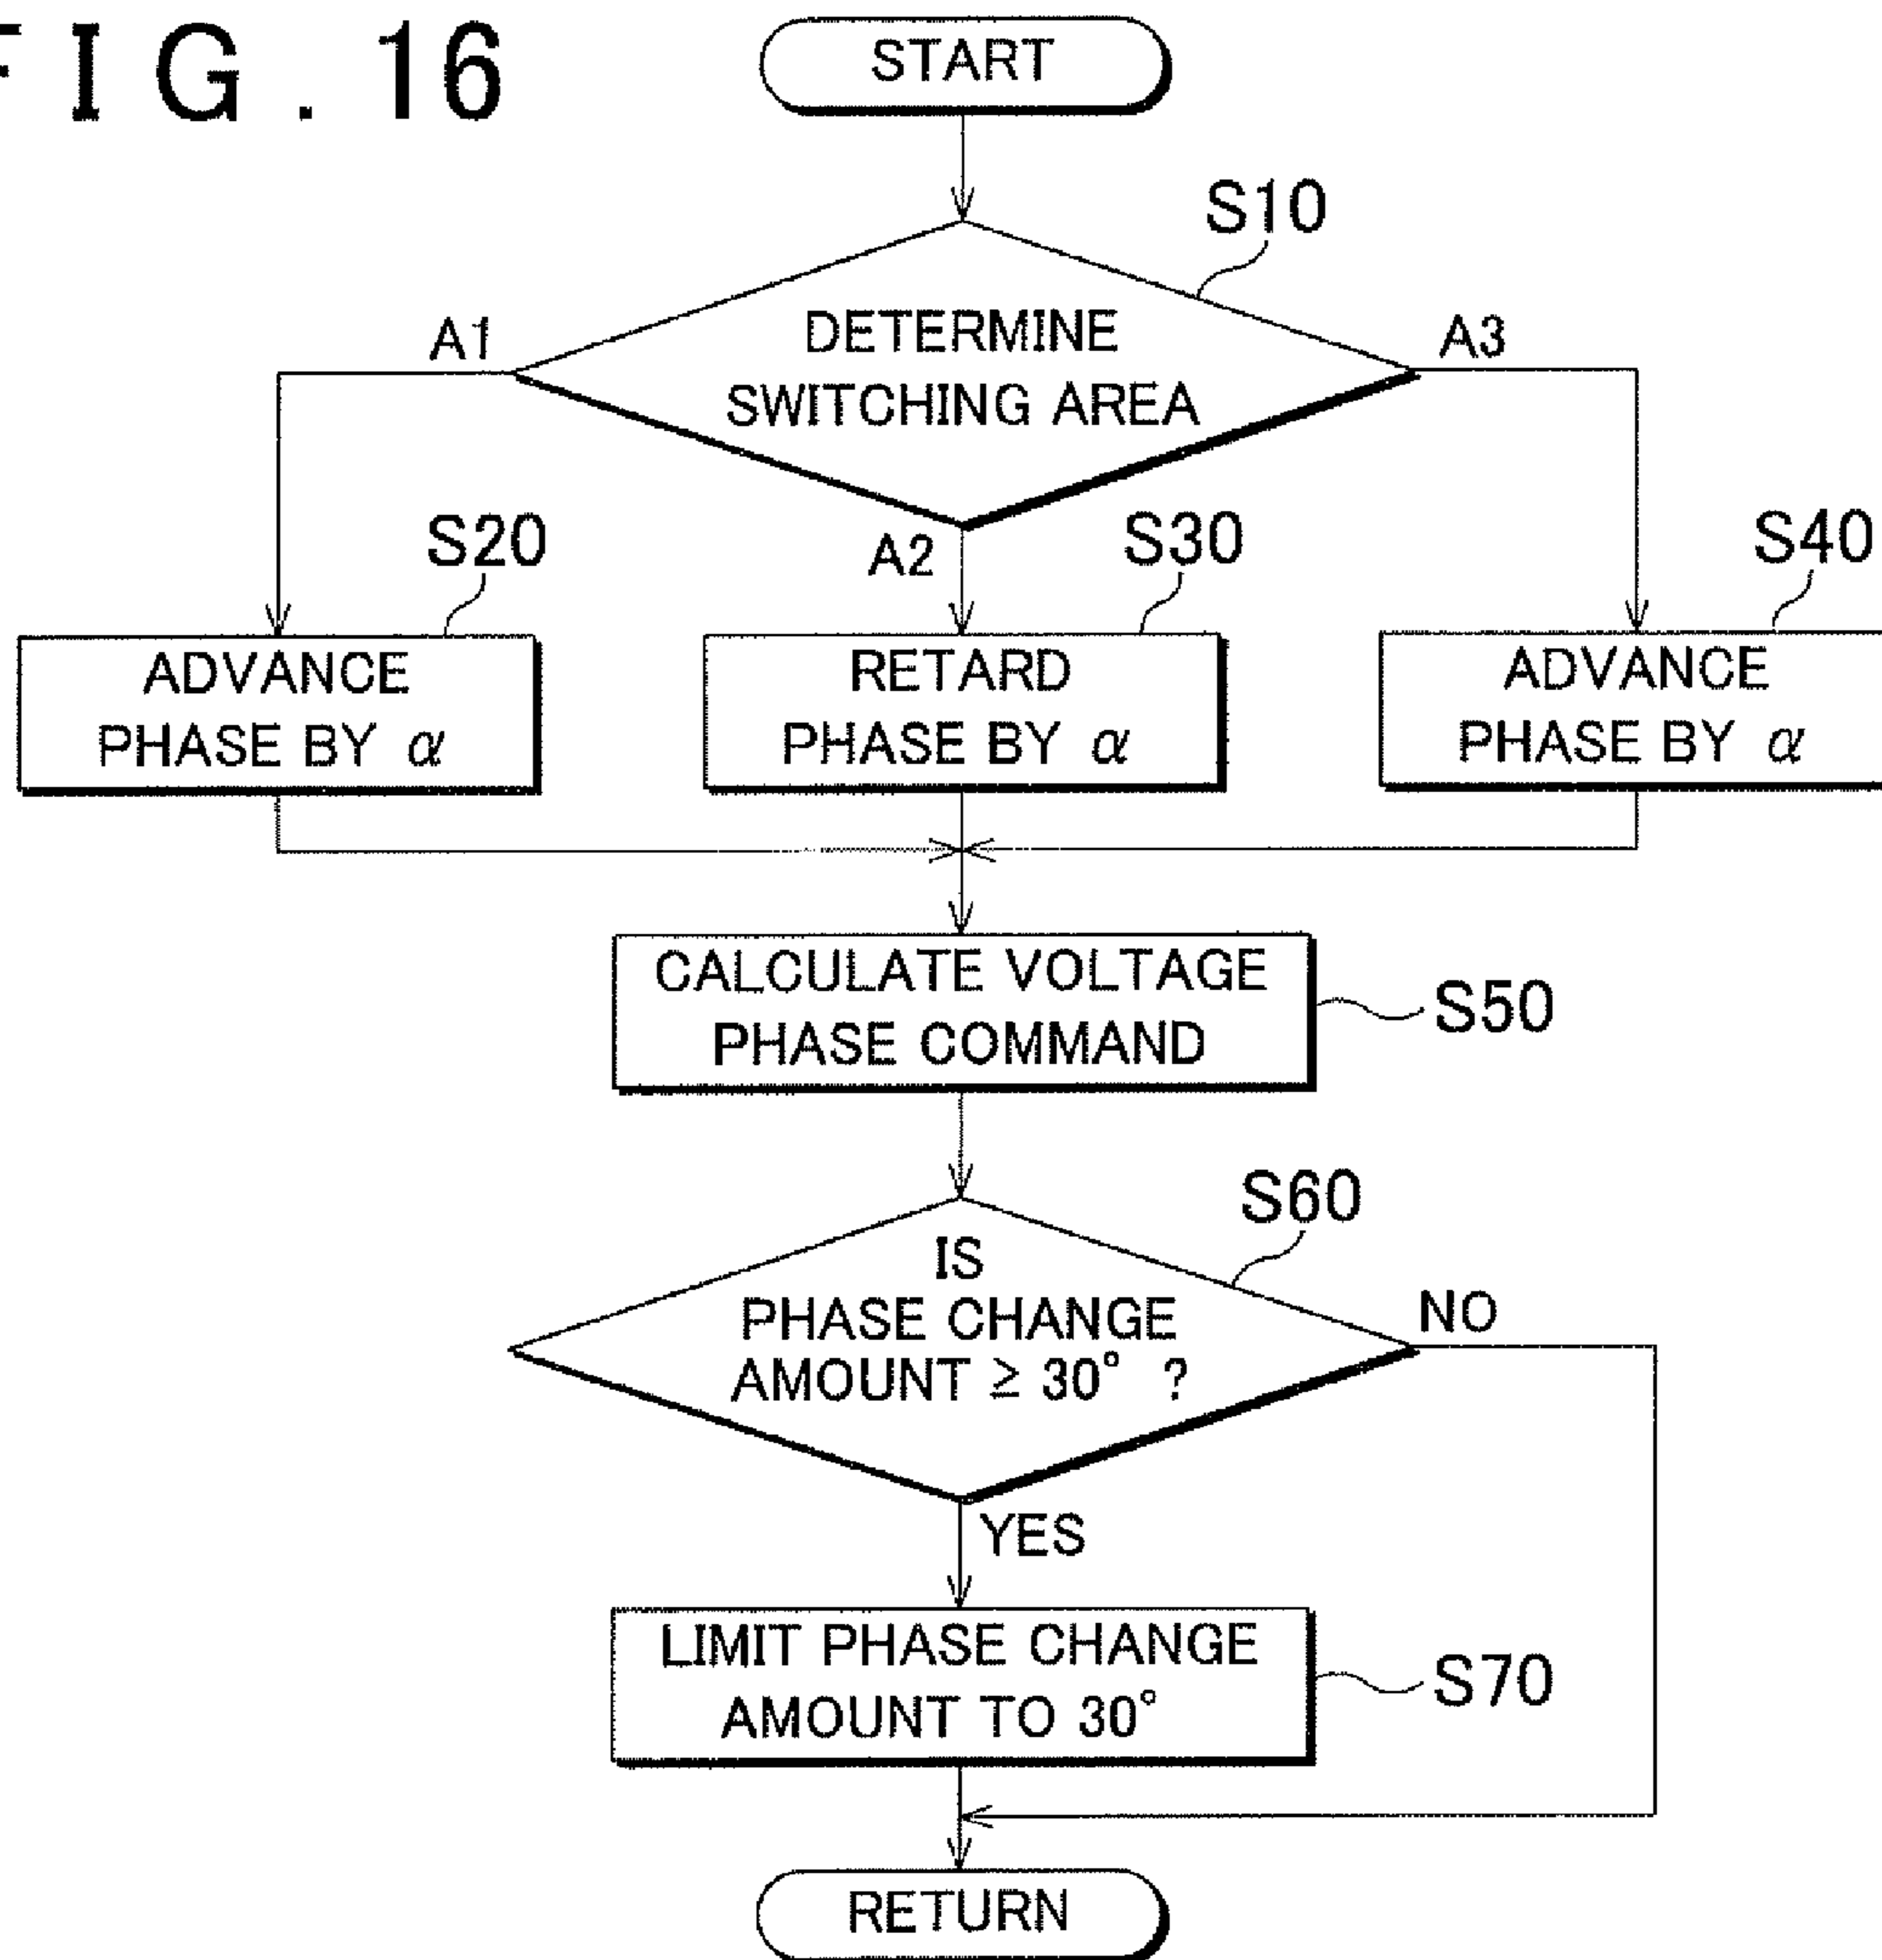 FIG. 16
START
S10
DETERMINE
SWITCHING AREA
A1
A2
A3
S20
ADVANCE
PHASE BY α
S30
RETARD
PHASE BY α
S40
ADVANCE
PHASE BY α
CALCULATE VOLTAGE
PHASE COMMAND
S50
S60
IS
PHASE CHANGE
AMOUNT ≥ 30° ?
NO
YES
LIMIT PHASE CHANGE
AMOUNT TO 30°
S70
RETURN